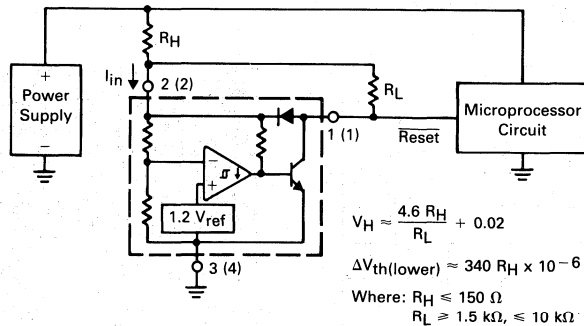 R_H
I_in
2 (2)
R_L
+
Power
Supply
−
1 (1)
Reset
Microprocessor
Circuit
−
+
1.2 V_ref
3 (4)
V_H ≈ 4.6 R_H / R_L + 0.02
ΔV_th(lower) ≈ 340 R_H x 10⁻⁶
Where: R_H ≤ 150 Ω
R_L ≥ 1.5 kΩ, ≤ 10 kΩ